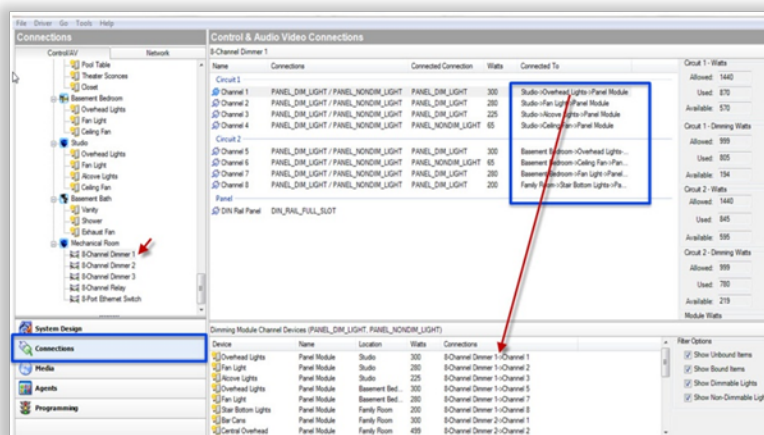 File Driver Go Tools Help
Connections
Control & Audio Video Connections
Control/AV Network
8-Channel Dimmer 1
Pool Table
Theater Sconces
Closet
Basement Bedroom
Overhead Lights
Fan Light
Ceiling Fan
Studio
Overhead Lights
Fan Light
Alcove Lights
Ceiling Fan
Basement Bath
Vanity
Shower
Exhaust Fan
Mechanical Room
8-Channel Dimmer 1
8-Channel Dimmer 2
8-Channel Dimmer 3
8-Channel Relay
8-Port Ethernet Switch
System Design
Connections
Media
Agents
Programming
Name Connections Connected Connection Watts Connected To
Circuit 1
Channel 1 PANEL_DIM_LIGHT / PANEL_NONDIM_LIGHT PANEL_DIM_LIGHT 300 Studio->Overhead Lights->Panel Module
Channel 2 PANEL_DIM_LIGHT / PANEL_NONDIM_LIGHT PANEL_DIM_LIGHT 280 Studio->Fan Light->Panel Module
Channel 3 PANEL_DIM_LIGHT / PANEL_NONDIM_LIGHT PANEL_DIM_LIGHT 225 Studio->Alcove Lights->Panel Module
Channel 4 PANEL_DIM_LIGHT / PANEL_NONDIM_LIGHT PANEL_NONDIM_LIGHT 65 Studio->Ceiling Fan->Panel Module
Circuit 2
Channel 5 PANEL_DIM_LIGHT / PANEL_NONDIM_LIGHT PANEL_DIM_LIGHT 300 Basement Bedroom->Overhead Lights-...
Channel 6 PANEL_DIM_LIGHT / PANEL_NONDIM_LIGHT PANEL_NONDIM_LIGHT 65 Basement Bedroom->Ceiling Fan->Pan...
Channel 7 PANEL_DIM_LIGHT / PANEL_NONDIM_LIGHT PANEL_DIM_LIGHT 280 Basement Bedroom->Fan Light->Panel...
Channel 8 PANEL_DIM_LIGHT / PANEL_NONDIM_LIGHT PANEL_DIM_LIGHT 200 Family Room->Stair Bottom Lights->Pa...
Panel
DIN Rail Panel DIN_RAIL_FULL_SLOT
Circuit 1 - Watts
Allowed: 1440
Used: 870
Available: 570
Circuit 1 - Dimming Watts
Allowed: 999
Used: 805
Available: 194
Circuit 2 - Watts
Allowed: 1440
Used: 845
Available: 595
Circuit 2 - Dimming Watts
Allowed: 999
Used: 780
Available: 219
Module Watts
Dimming Module Channel Devices (PANEL_DIM_LIGHT, PANEL_NONDIM_LIGHT)
Device Name Location Watts Connections
Overhead Lights Panel Module Studio 300 8-Channel Dimmer 1->Channel 1
Fan Light Panel Module Studio 280 8-Channel Dimmer 1->Channel 2
Alcove Lights Panel Module Studio 225 8-Channel Dimmer 1->Channel 3
Overhead Lights Panel Module Basement Bed... 300 8-Channel Dimmer 1->Channel 5
Fan Light Panel Module Basement Bed... 280 8-Channel Dimmer 1->Channel 7
Stair Bottom Lights Panel Module Family Room 200 8-Channel Dimmer 1->Channel 8
Bar Cans Panel Module Family Room 300 8-Channel Dimmer 2->Channel 1
Central Overhead Panel Module Family Room 499 8-Channel Dimmer 2->Channel 2
Filter Options
Show Unbound Items
Show Bound Items
Show Dimmable Lights
Show Non-Dimmable Ligh